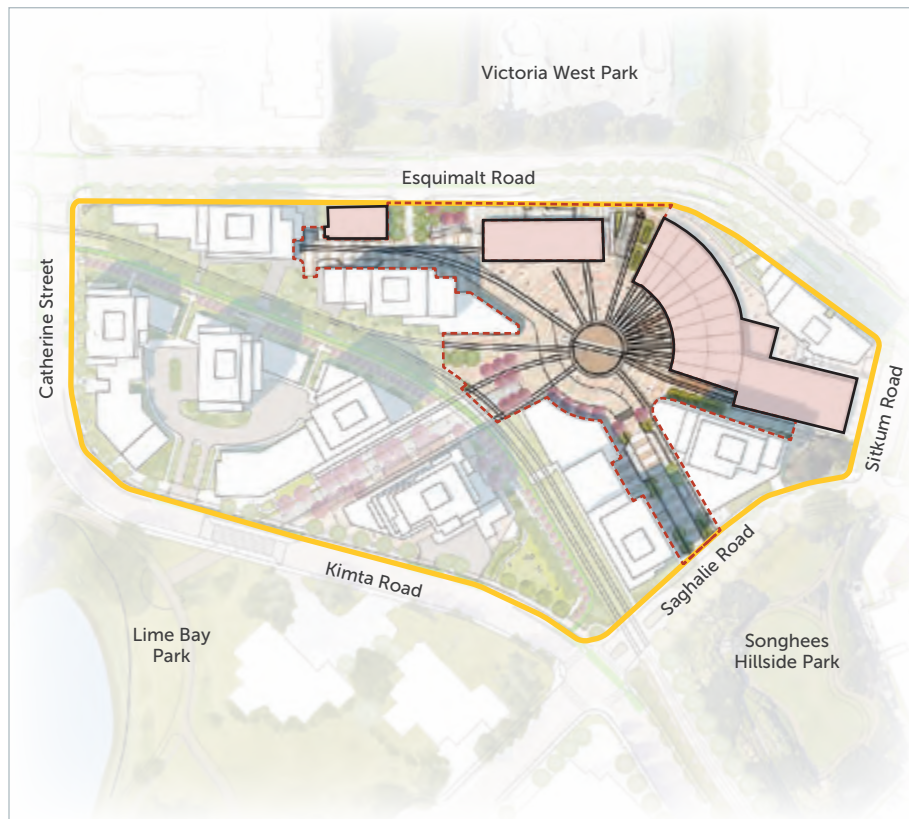 Victoria West Park
Esquimalt Road
Catherine Street
Sitkum Road
Saghalie Road
Kimta Road
Lime Bay
Park
Songhees
Hillside Park